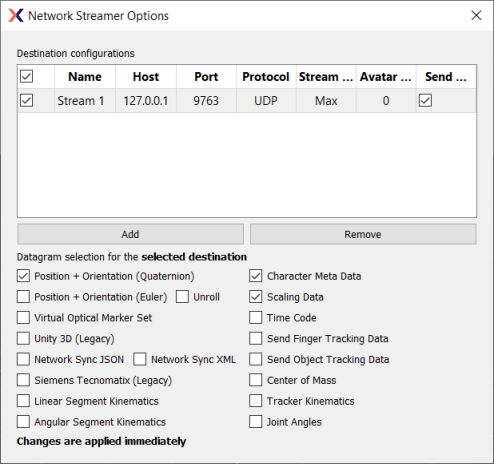 Network Streamer Options
Destination configurations
Name Host Port Protocol Stream ... Avatar ... Send ...
Stream 1 127.0.0.1 9763 UDP Max 0
Add Remove
Datagram selection for the selected destination
Position + Orientation (Quaternion) Character Meta Data
Position + Orientation (Euler) Unroll Scaling Data
Virtual Optical Marker Set Time Code
Unity 3D (Legacy) Send Finger Tracking Data
Network Sync JSON Network Sync XML Send Object Tracking Data
Siemens Tecnomatix (Legacy) Center of Mass
Linear Segment Kinematics Tracker Kinematics
Angular Segment Kinematics Joint Angles
Changes are applied immediately